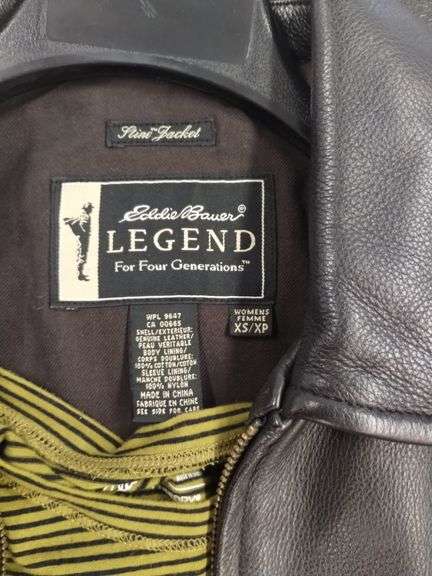 Stine™ Jacket
Eddie Bauer®
LEGEND
For Four Generations™
WOMENS
FEMME
XS/XP
WPL 9647
CA 00665
SHELL/EXTERIEUR:
GENUINE LEATHER/
PEAU VERITABLE
BODY LINING/
CORPS DOUBLURE:
100% COTTON/COTON
SLEEVE LINING/
MANCHE DOUBLURE:
100% NYLON
MADE IN CHINA
FABRIQUE EN CHINE
SEE SIDE FOR CARE